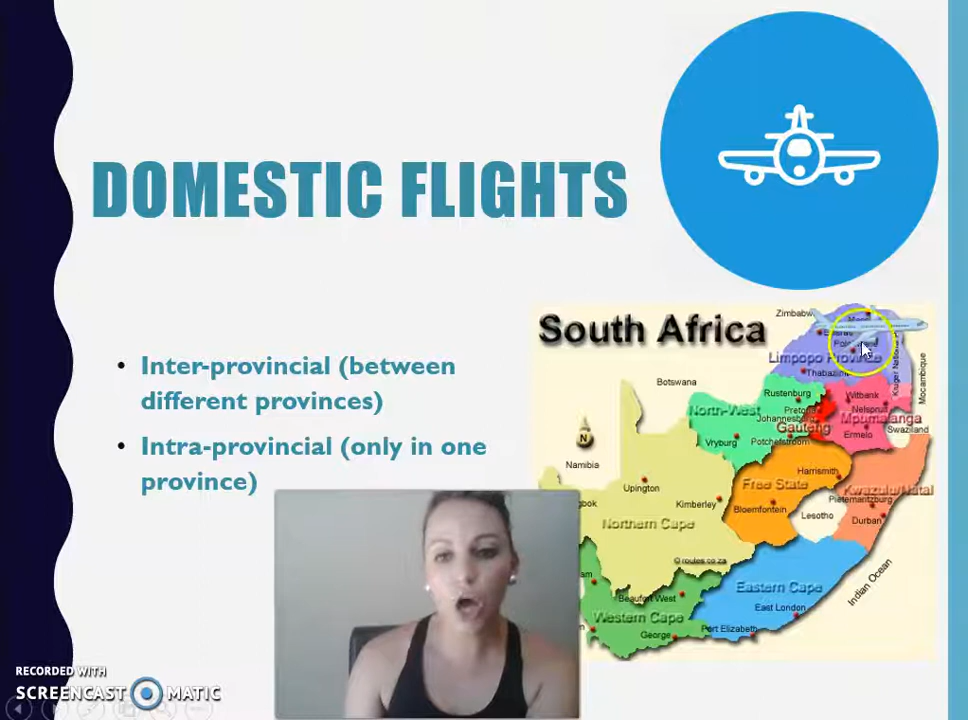 DOMESTIC FLIGHTS
Inter-provincial (between
different provinces)
Intra-provincial (only in one
province)
South Africa
Limpopo Province
Thabazimbi
Botswana
Rustenburg
Witbank
Mocambique
North-West
Johannesburg
Nelspruit
Mpumalanga
Gauteng
Swaziland
Vryburg
Potchefstroom
Ermelo
N
Namibia
Harrismith
Upington
Kimberley
Free State
Kwazulu/Natal
Pietermaritzburg
Bloemfontein
Lesotho
Durban
Northern Cape
© routes.co.za
Indian Ocean
Eastern Cape
Beaufort West
Western Cape
East London
Port Elizabeth
George
RECORDED WITH
SCREENCAST MATIC